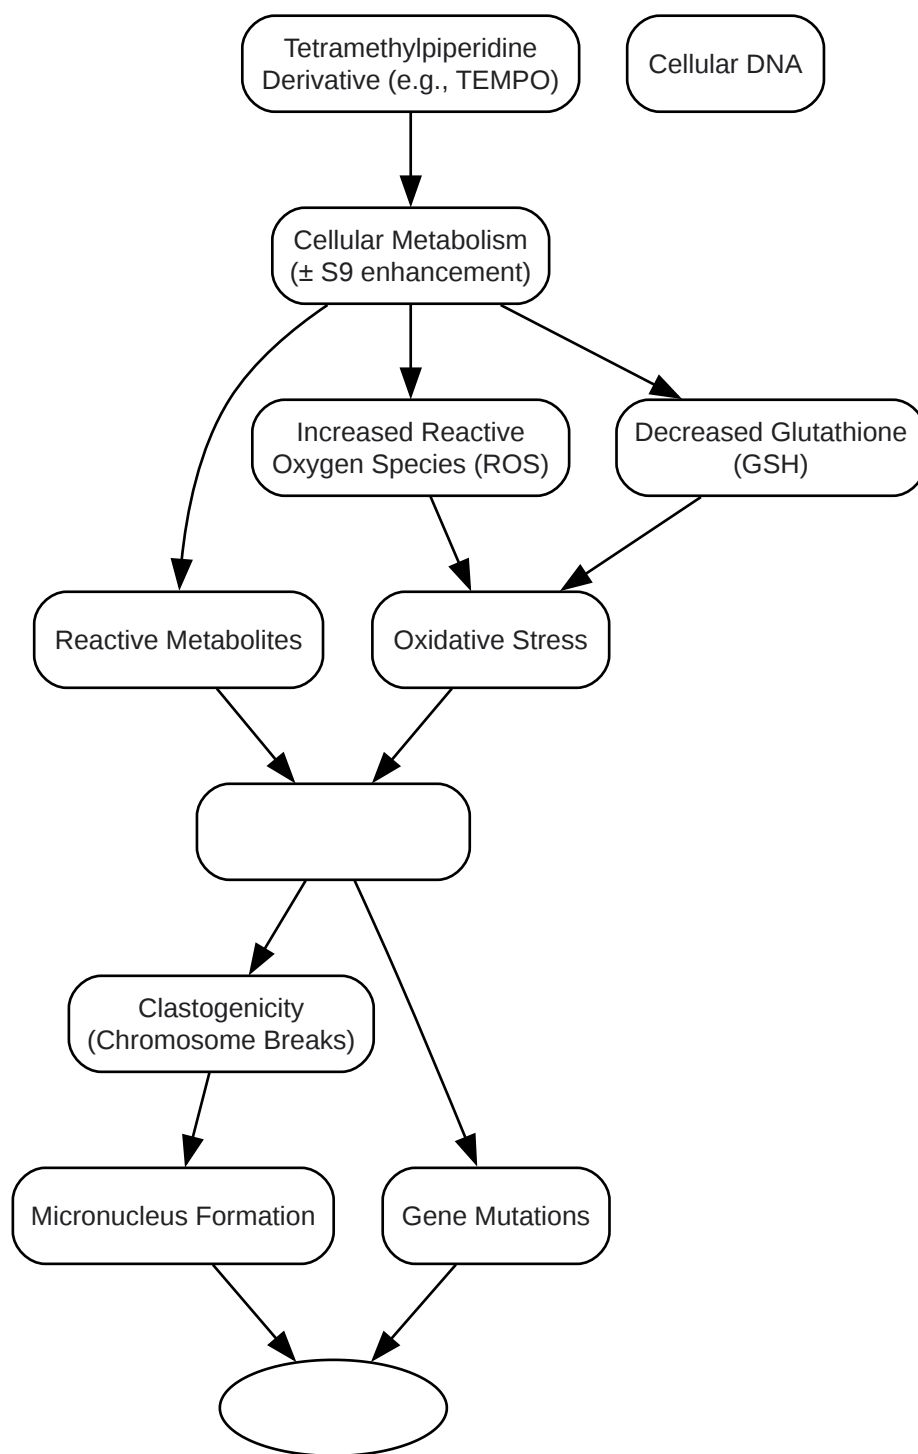 Tetramethylpiperidine
Derivative (e.g., TEMPO)
Cellular DNA
Cellular Metabolism
(± S9 enhancement)
Increased Reactive
Oxygen Species (ROS)
Decreased Glutathione
(GSH)
Reactive Metabolites
Oxidative Stress
Clastogenicity
(Chromosome Breaks)
Micronucleus Formation
Gene Mutations